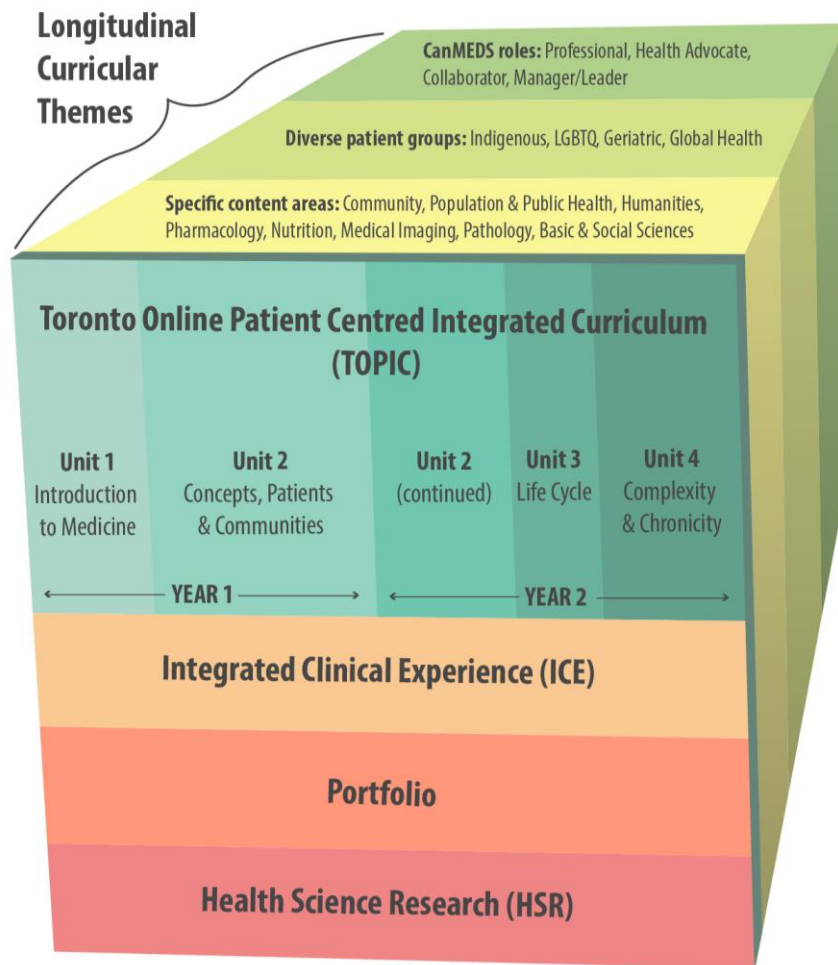 Longitudinal
Curricular
Themes
CanMEDS roles: Professional, Health Advocate,
Collaborator, Manager/Leader
Diverse patient groups: Indigenous, LGBTQ, Geriatric, Global Health
Specific content areas: Community, Population & Public Health, Humanities,
Pharmacology, Nutrition, Medical Imaging, Pathology, Basic & Social Sciences
Toronto Online Patient Centred Integrated Curriculum
(TOPIC)
Unit 1
Introduction
to Medicine
Unit 2
Concepts, Patients
& Communities
Unit 2
(continued)
Unit 3
Life Cycle
Unit 4
Complexity
& Chronicity
YEAR 1
YEAR 2
Integrated Clinical Experience (ICE)
Portfolio
Health Science Research (HSR)